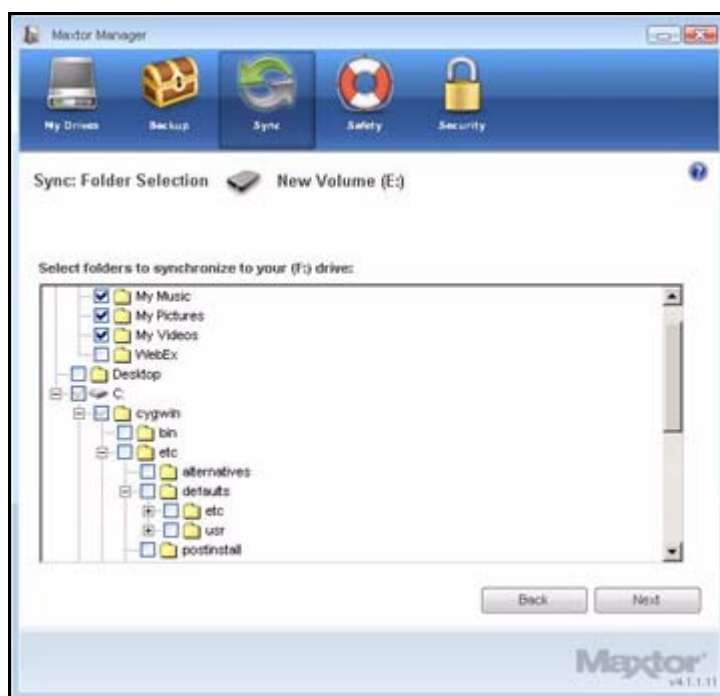 Maxtor Manager
My Drives Backup Sync Safety Security
Sync: Folder Selection New Volume (E:)
Select folders to synchronize to your (F:) drive:
My Music
My Pictures
My Videos
WebEx
Desktop
C:
cygwin
bin
etc
alternatives
defaults
etc
usr
postinstall
Back Next
Maxtor
v4.1.1.11